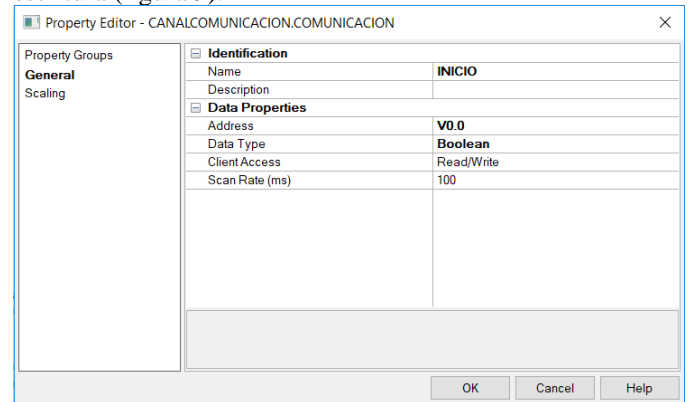 Property Editor - CANALCOMUNICACION.COMUNICACION
Property Groups
General
Scaling
Identification
Name INICIO
Description
Data Properties
Address V0.0
Data Type Boolean
Client Access Read/Write
Scan Rate (ms) 100
OK Cancel Help